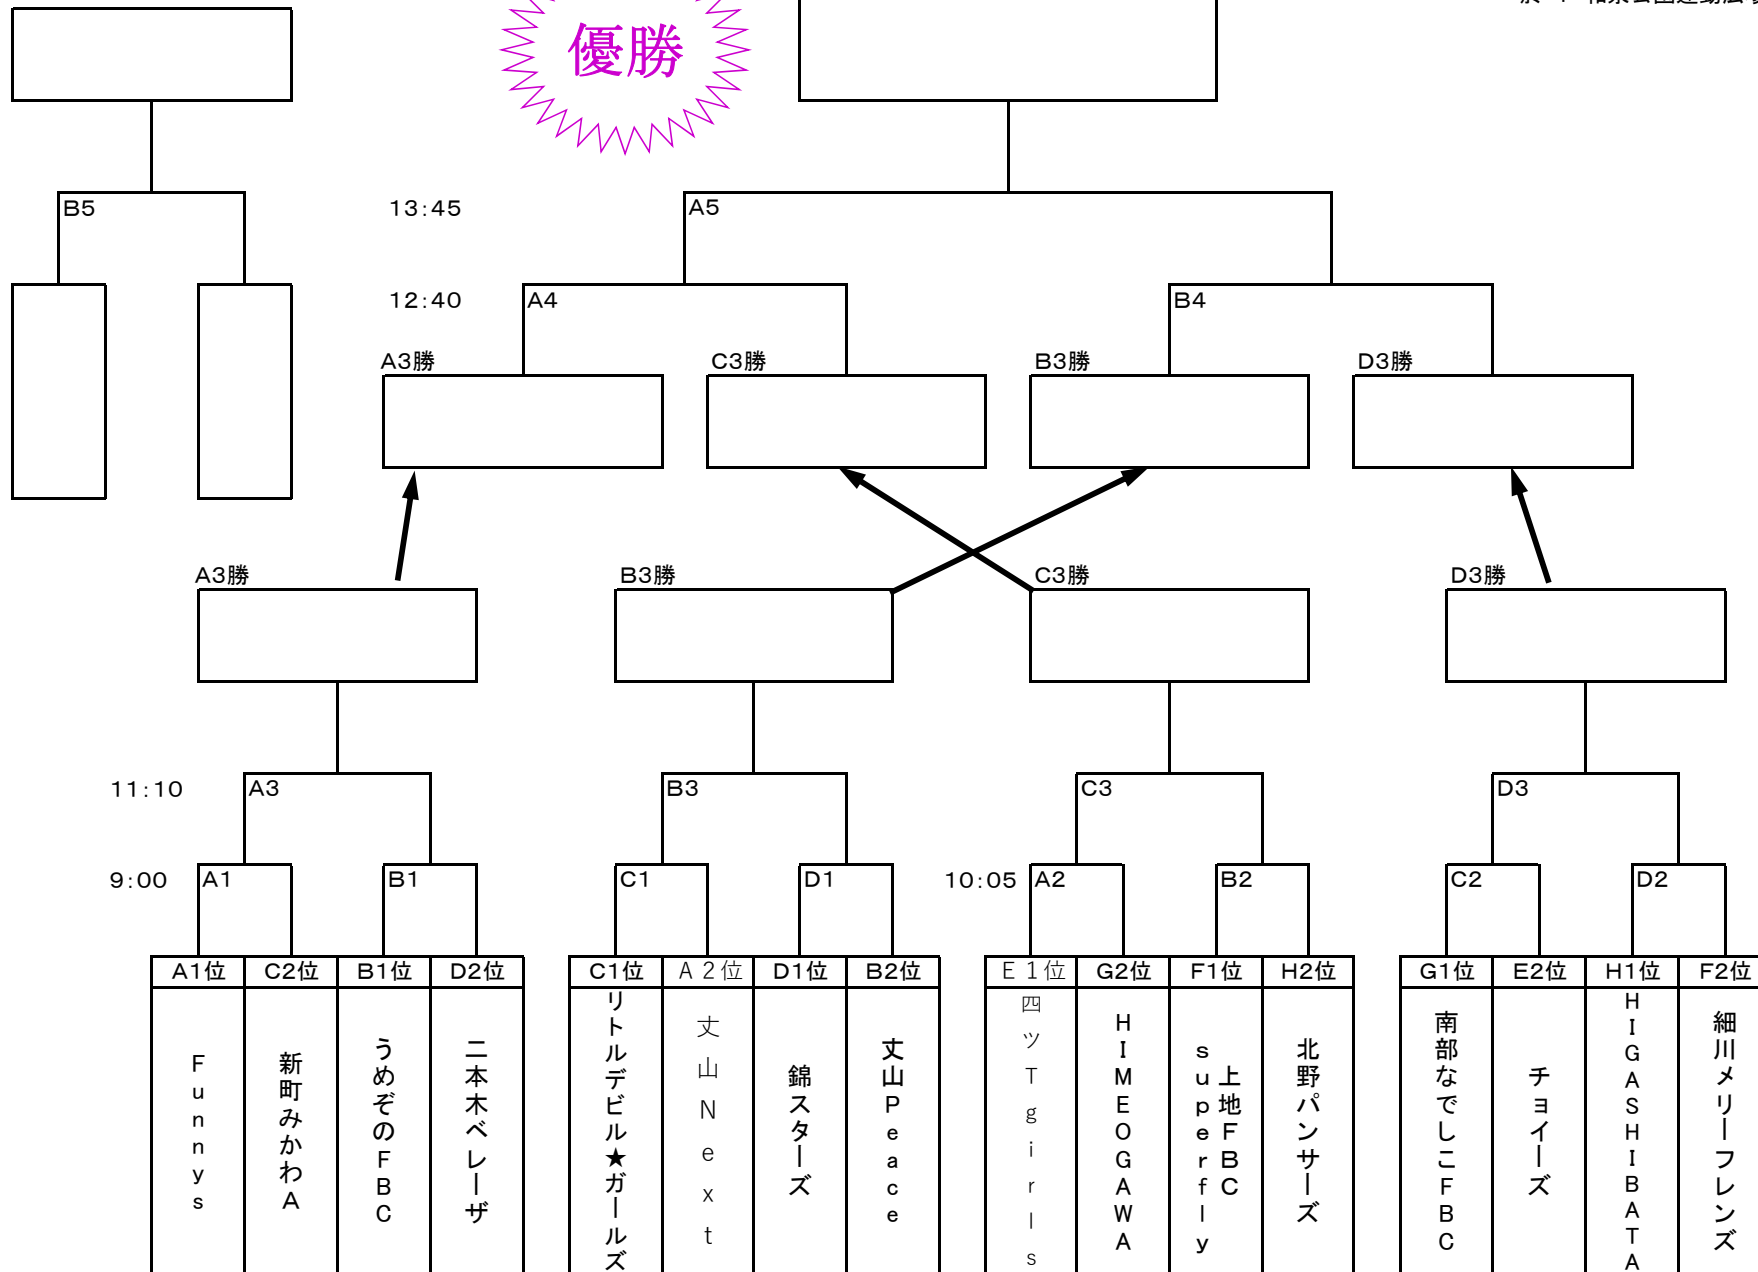 優勝
B5
13:45
A5
12:40
A4
B4
A3勝
C3勝
B3勝
D3勝
A3勝
B3勝
C3勝
D3勝
11:10
A3
B3
C3
D3
9:00
A1
B1
C1
D1
10:05
A2
B2
C2
D2
A1位
C2位
B1位
D2位
C1位
A2位
D1位
B2位
E1位
G2位
F1位
H2位
G1位
E2位
H1位
F2位
Funnys
新町みかわA
うめぞのFBC
二本木ベレーザ
リトルデビル★ガールズ
丈山Next
錦スターズ
丈山Peace
四ツTgirls
HIMEOGAWA
上地FBC
superfly
北野パンサーズ
南部なでしこFBC
チョイーズ
HIGASHIBATA
細川メリーフレンズ